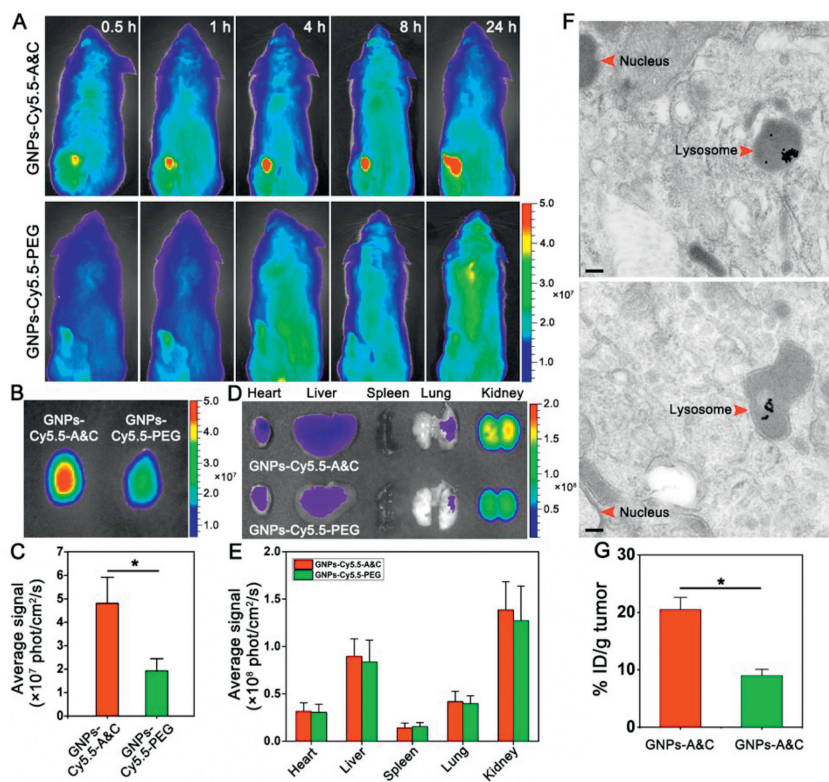 A
0.5 h
1 h
4 h
8 h
24 h
GNPs-Cy5.5-A&C
GNPs-Cy5.5-PEG
5.0
4.0
3.0
2.0
1.0
×10⁷
B
GNPs-
Cy5.5-A&C
GNPs-
Cy5.5-PEG
5.0
4.0
3.0
2.0
1.0
×10⁷
D
Heart
Liver
Spleen
Lung
Kidney
GNPs-Cy5.5-A&C
GNPs-Cy5.5-PEG
2.0
1.5
1.0
0.5
×10⁸
C
Average signal
(×10⁷ phot/cm²/s)
7
6
5
4
3
2
1
0
*
GNPs-
Cy5.5-A&C
GNPs-
Cy5.5-PEG
E
Average signal
(×10⁸ phot/cm²/s)
2.0
1.5
1.0
0.5
0.0
GNPs-Cy5.5-A&C
GNPs-Cy5.5-PEG
Heart
Liver
Spleen
Lung
Kidney
F
Nucleus
Lysosome
Lysosome
Nucleus
G
% ID/g tumor
30
20
10
0
*
GNPs-A&C
GNPs-A&C